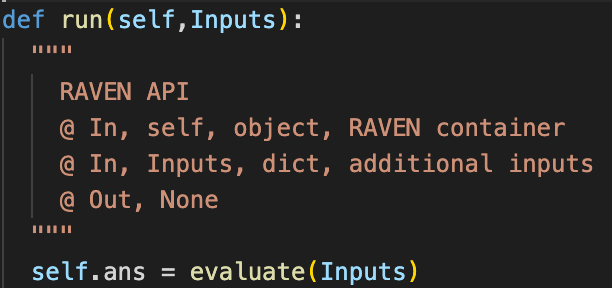 def run(self,Inputs):
"""
RAVEN API
@ In, self, object, RAVEN container
@ In, Inputs, dict, additional inputs
@ Out, None
"""
self.ans = evaluate(Inputs)